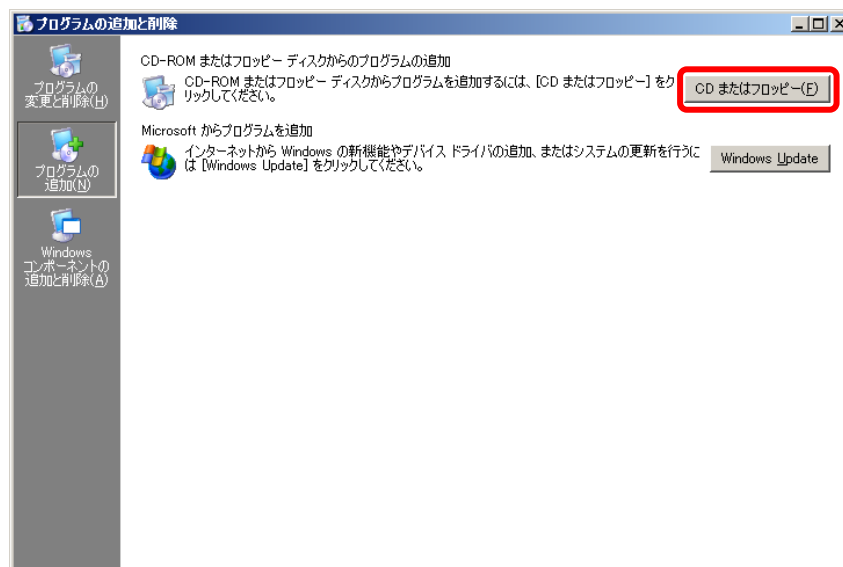 プログラムの追加と削除
プログラムの
変更と削除(H)
プログラムの
追加(N)
Windows
コンポーネントの
追加と削除(A)
CD-ROM またはフロッピー ディスクからのプログラムの追加
CD-ROM またはフロッピー ディスクからプログラムを追加するには、[CD またはフロッピー] をク
リックしてください。
CD またはフロッピー(F)
Microsoft からプログラムを追加
インターネットから Windows の新機能やデバイス ドライバの追加、またはシステムの更新を行うに
は [Windows Update] をクリックしてください。
Windows Update